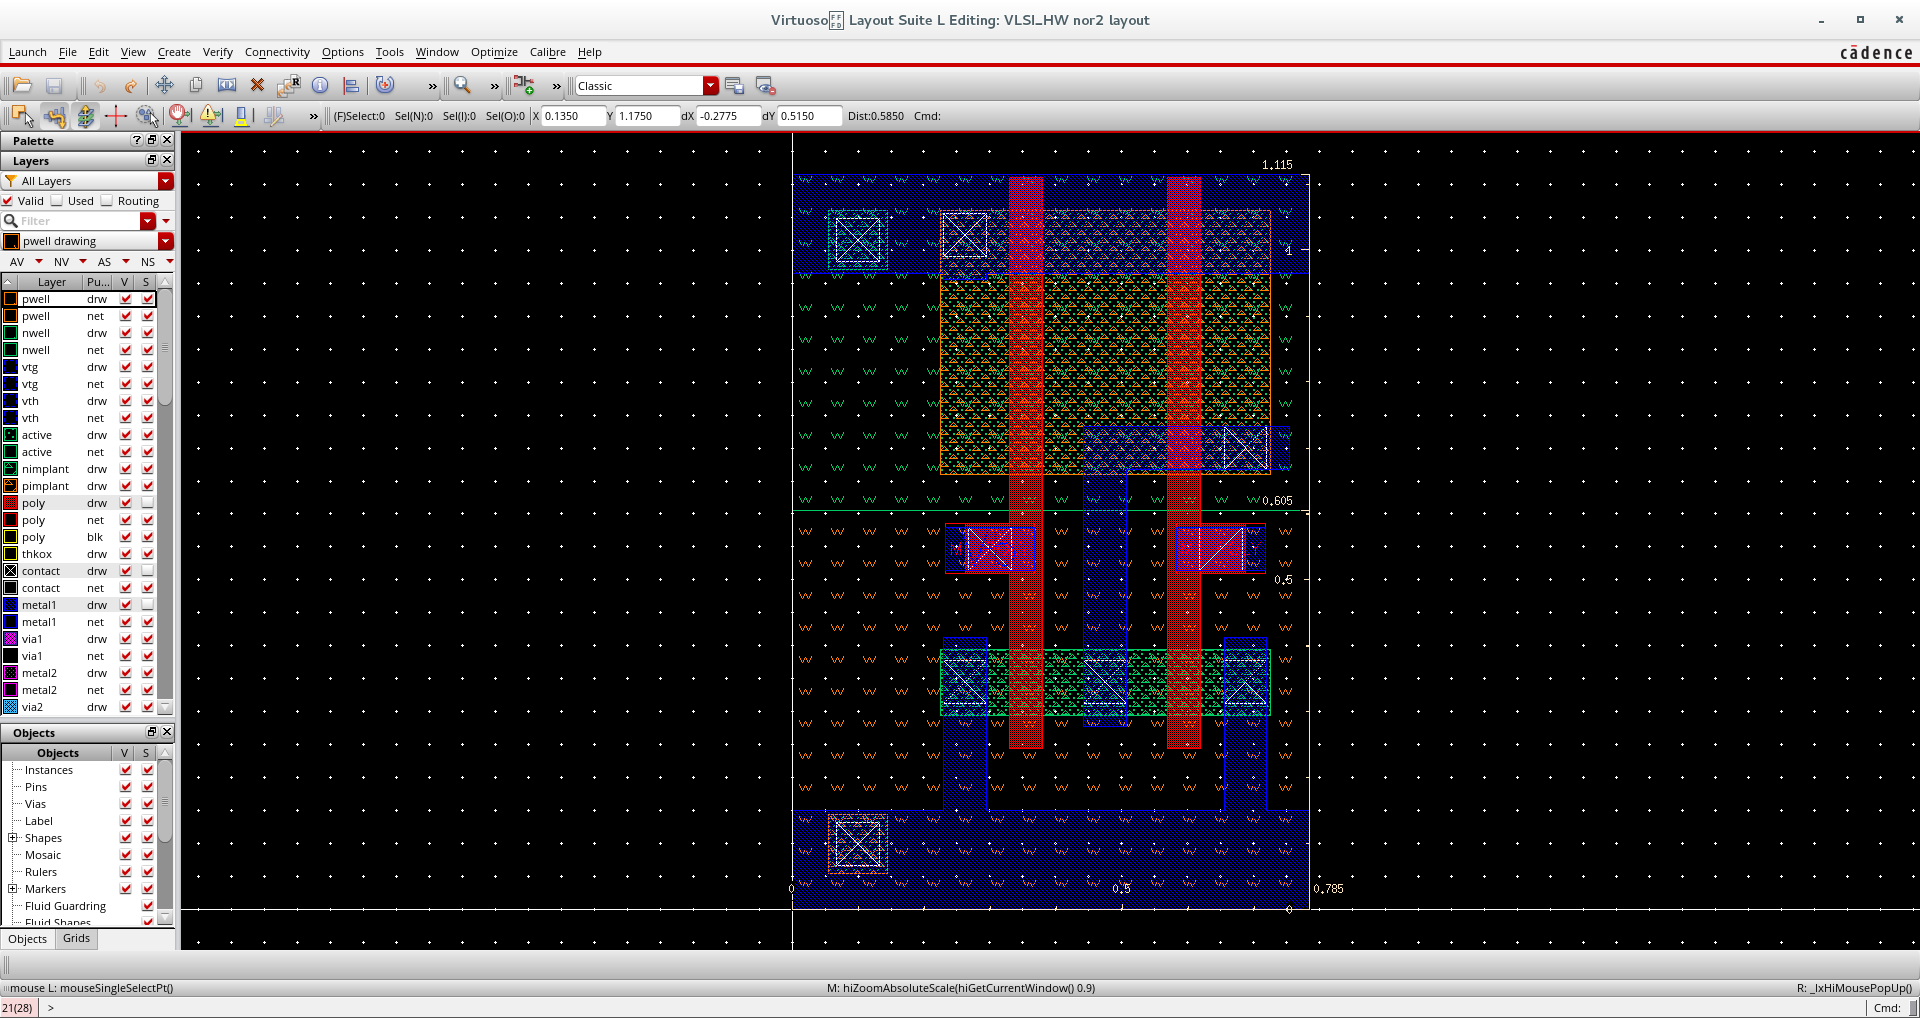 Virtuoso Layout Suite L Editing: VLSI_HW nor2 layout
Launch File Edit View Create Verify Connectivity Options Tools Window Optimize Calibre Help
cādence
» » » Classic
» (F)Select:0 Sel(N):0 Sel(I):0 Sel(O):0 X 0.1350 Y 1.1750 dX -0.2775 dY 0.5150 Dist:0.5850 Cmd:
Palette
Layers
All Layers
Valid Used Routing
Filter
pwell drawing
AV NV AS NS
Layer Pu... V S
pwell drw
pwell net
nwell drw
nwell net
vtg drw
vtg net
vth drw
vth net
active drw
active net
nimplant drw
pimplant drw
poly drw
poly net
poly blk
thkox drw
contact drw
contact net
metal1 drw
metal1 net
via1 drw
via1 net
metal2 drw
metal2 net
via2 drw
Objects
Objects V S
Instances
Pins
Vias
Label
Shapes
Mosaic
Rulers
Markers
Fluid Guardring
Fluid Shapes
Objects Grids
1.115
1
0.605
0.5
0 0.5 0.785
0
mouse L: mouseSingleSelectPt() M: hiZoomAbsoluteScale(hiGetCurrentWindow() 0.9) R: _lxHiMousePopUp()
21(28) > Cmd: